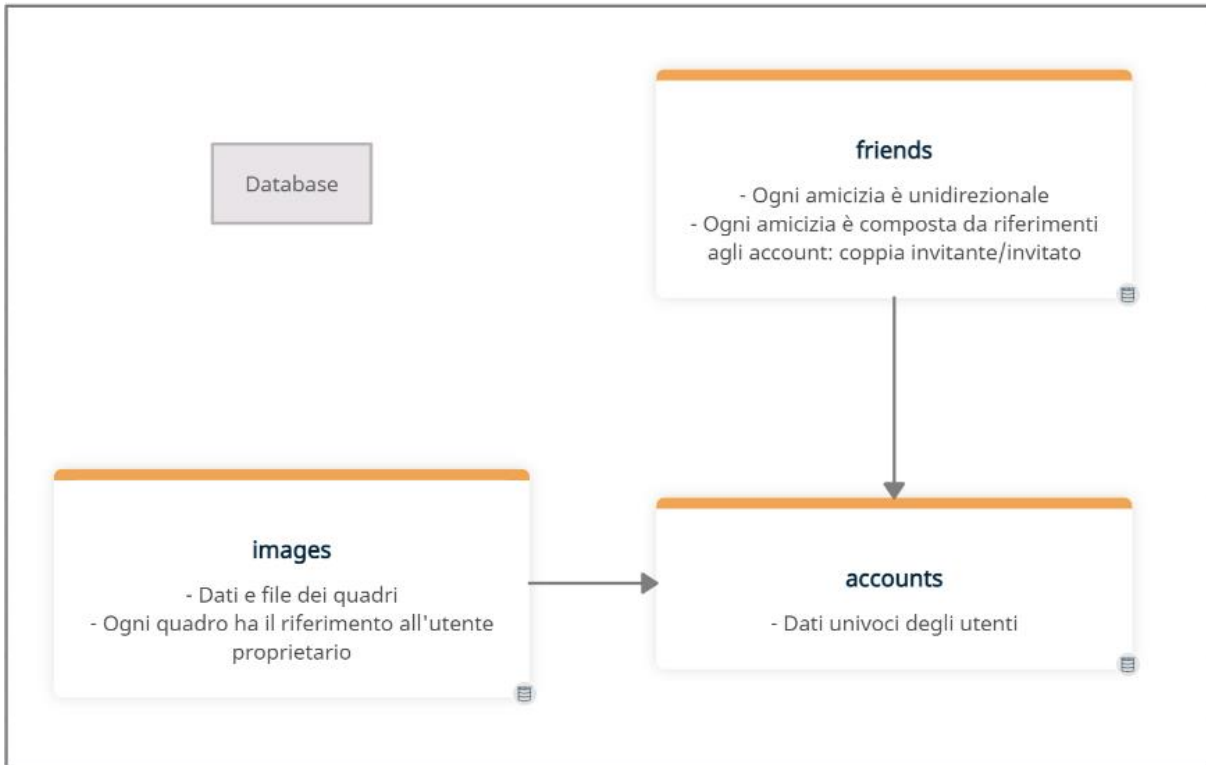 Database
friends
- Ogni amicizia è unidirezionale
- Ogni amicizia è composta da riferimenti
agli account: coppia invitante/invitato
images
- Dati e file dei quadri
- Ogni quadro ha il riferimento all'utente
proprietario
accounts
- Dati univoci degli utenti